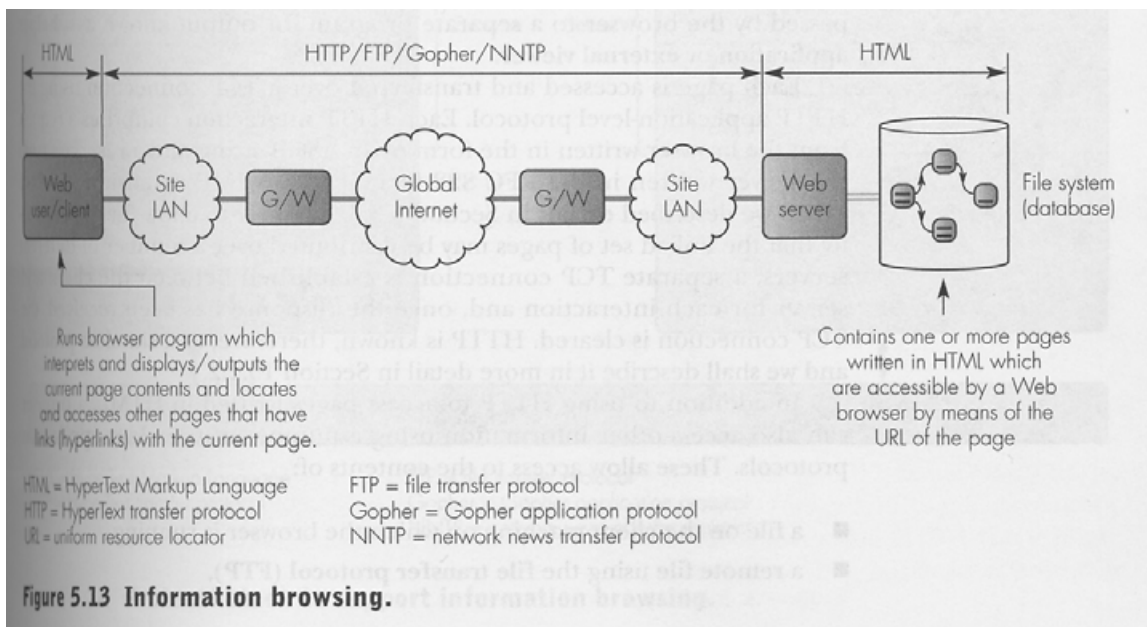 HTML
HTTP/FTP/Gopher/NNTP
HTML
Web
user/client
Site
LAN
G/W
Global
Internet
G/W
Site
LAN
Web
server
File system
(database)
Runs browser program which
interprets and displays/outputs the
current page contents and locates
and accesses other pages that have
links (hyperlinks) with the current page.
Contains one or more pages
written in HTML which
are accessible by a Web
browser by means of the
URL of the page
HTML = HyperText Markup Language
HTTP = HyperText transfer protocol
URL = uniform resource locator
FTP = file transfer protocol
Gopher = Gopher application protocol
NNTP = network news transfer protocol
Figure 5.13 Information browsing.